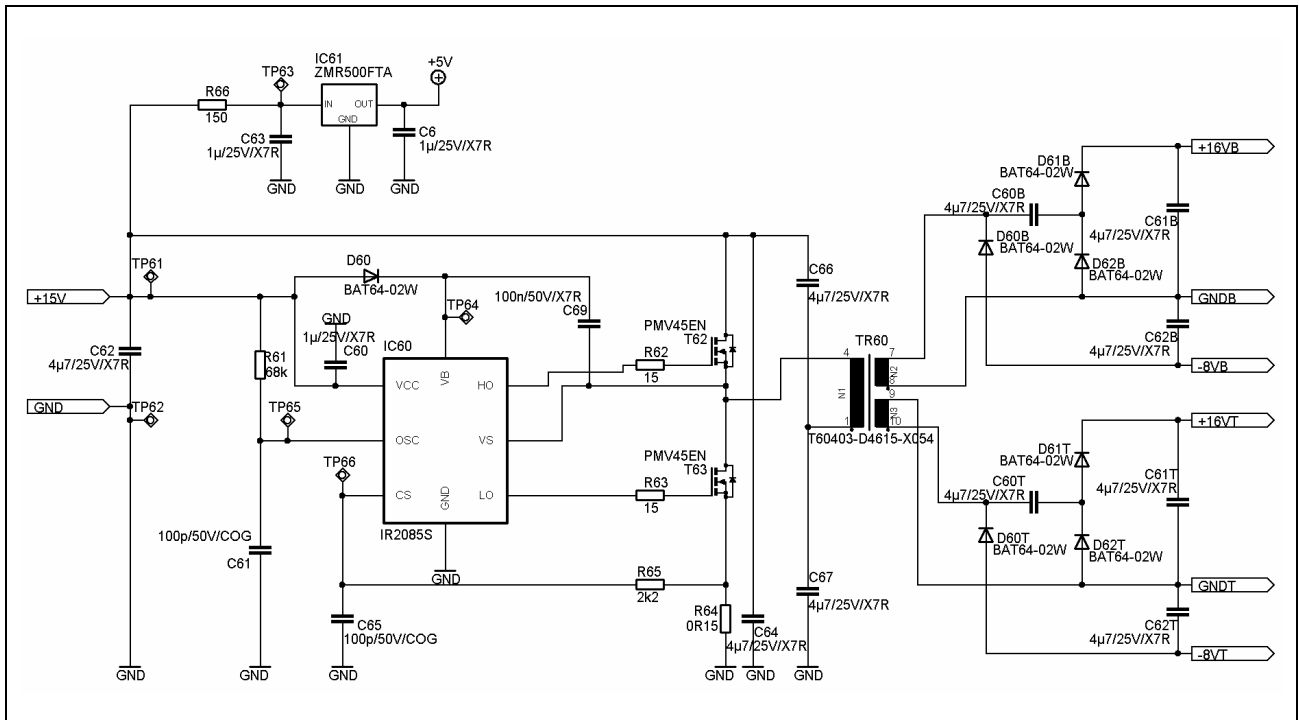 IC61
ZMR500FTA
+5V
TP63
R66
150
IN
OUT
GND
C63
1µ/25V/X7R
C6
1µ/25V/X7R
GND
GND
GND
+16VB
D61B
BAT64-02W
C60B
4µ7/25V/X7R
C61B
4µ7/25V/X7R
D60B
BAT64-02W
D62B
BAT64-02W
TP61
D60
BAT64-02W
C66
4µ7/25V/X7R
+15V
TP64
100n/50V/X7R
C69
GNDB
GND
1µ/25V/X7R
C60
IC60
PMV45EN
T62
C62
4µ7/25V/X7R
R61
68k
R62
15
TR60
C62B
4µ7/25V/X7R
-8VB
VCC
VB
HO
4
7
N2
8
N1
9
N3
1
10
GND
TP62
TP65
OSC
VS
T60403-D4615-X054
+16VT
PMV45EN
T63
D61T
BAT64-02W
C60T
4µ7/25V/X7R
C61T
4µ7/25V/X7R
TP66
CS
GND
LO
R63
15
IR2085S
D60T
BAT64-02W
D62T
BAT64-02W
100p/50V/COG
C61
GND
R65
2k2
C67
4µ7/25V/X7R
GNDT
R64
0R15
C65
100p/50V/COG
C64
4µ7/25V/X7R
C62T
4µ7/25V/X7R
-8VT
GND
GND
GND
GND
GND
GND